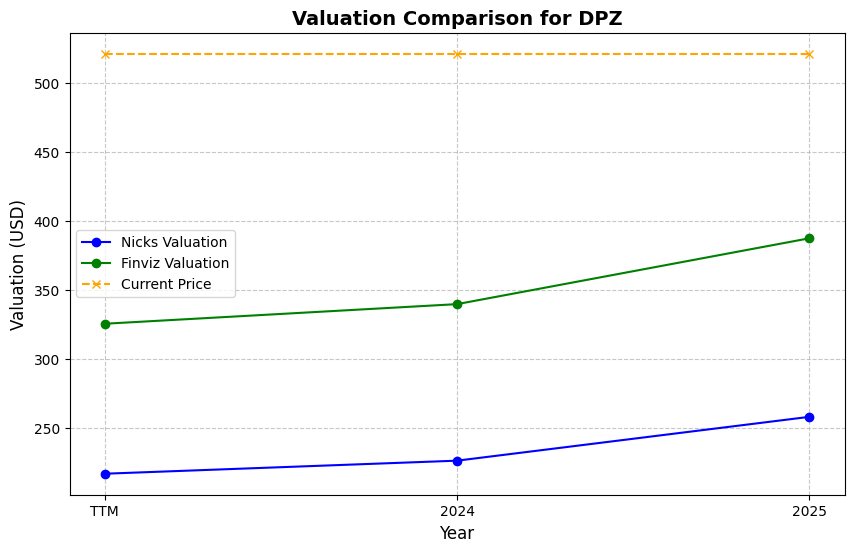 Valuation Comparison for DPZ
Valuation (USD)
500
450
400
350
300
250
Nicks Valuation
Finviz Valuation
Current Price
TTM
2024
2025
Year